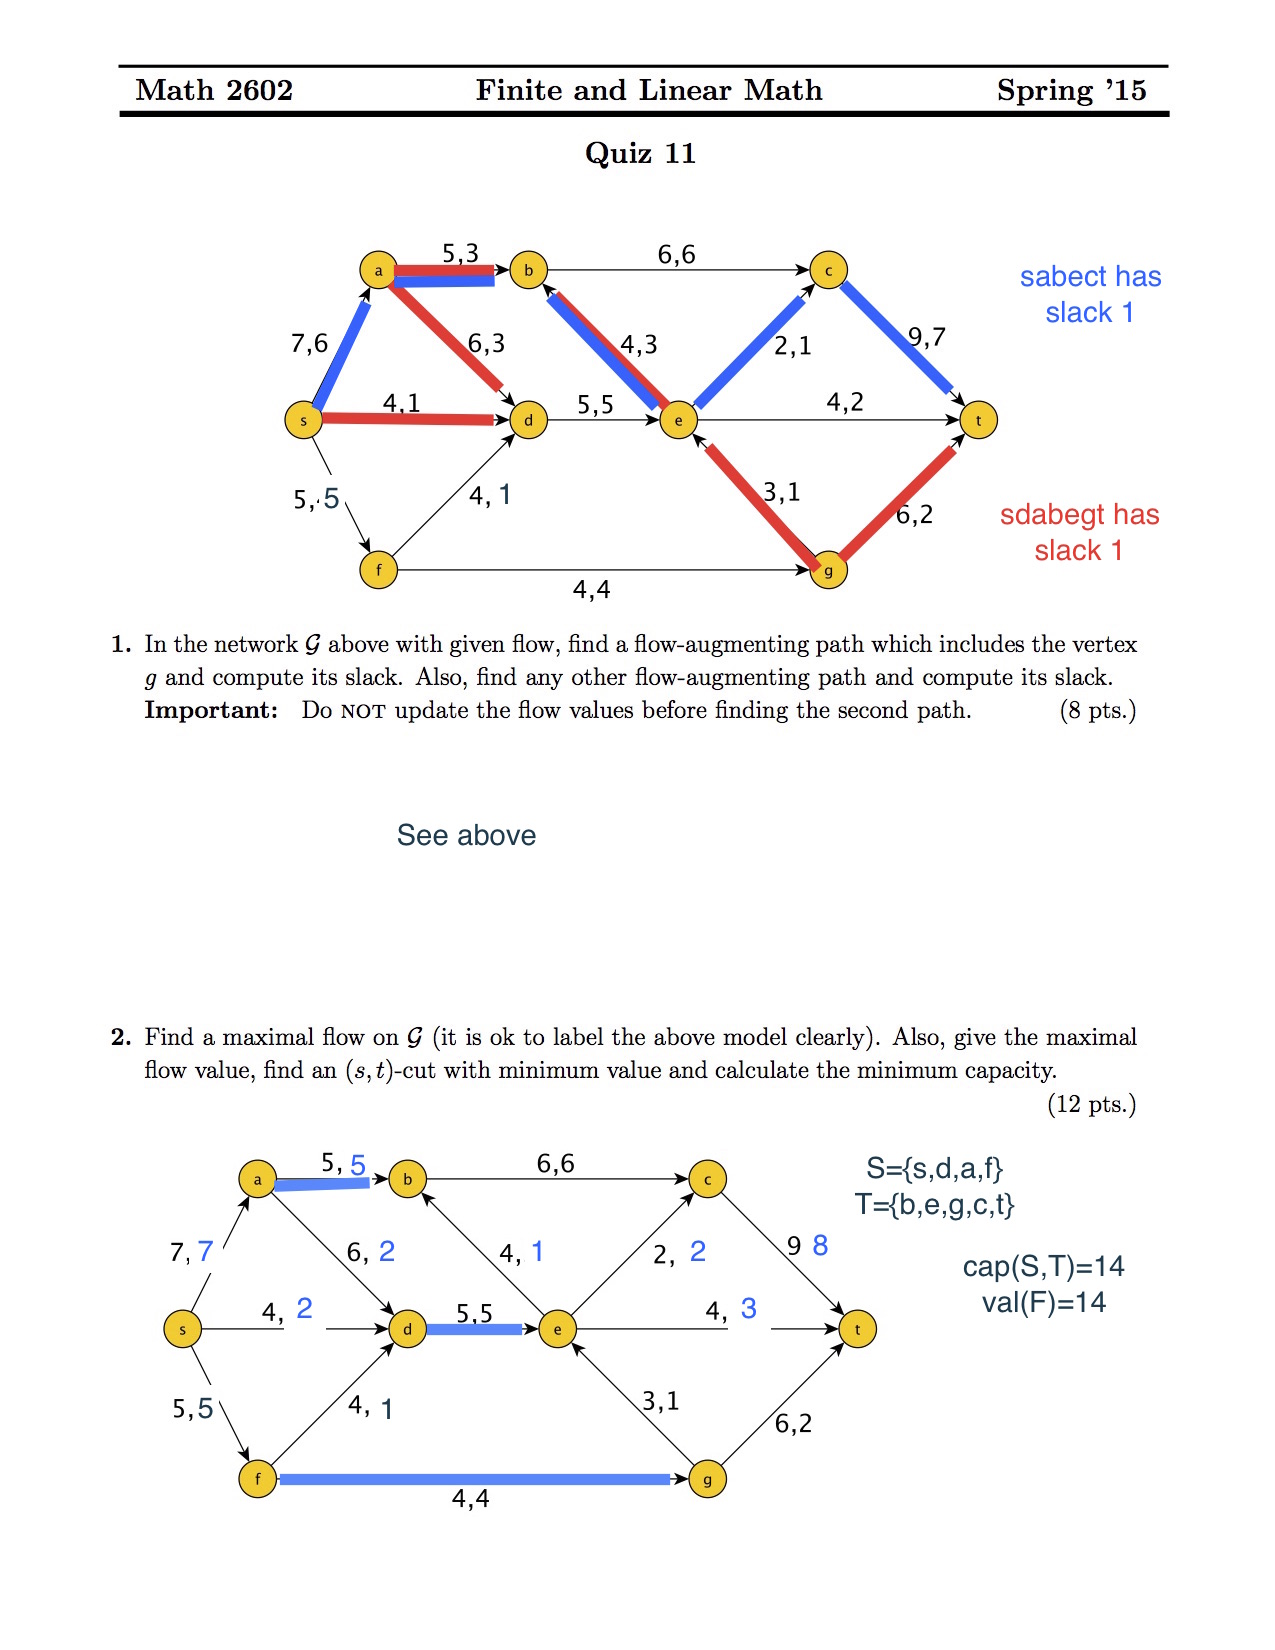 Math 2602 Finite and Linear Math Spring '15
Quiz 11
5,3
6,6
a
b
c
sabect has
slack 1
7,6
6,3
4,3
2,1
9,7
4,1
5,5
4,2
s
d
e
t
5, 5
4, 1
3,1
6,2
sdabegt has
slack 1
f
g
4,4
1. In the network G above with given flow, find a flow-augmenting path which includes the vertex
g and compute its slack. Also, find any other flow-augmenting path and compute its slack.
Important: Do NOT update the flow values before finding the second path. (8 pts.)
See above
2. Find a maximal flow on G (it is ok to label the above model clearly). Also, give the maximal
flow value, find an (s, t)-cut with minimum value and calculate the minimum capacity.
(12 pts.)
5, 5
6,6
a
b
c
S={s,d,a,f}
T={b,e,g,c,t}
7, 7
6, 2
4, 1
2, 2
9 8
cap(S,T)=14
val(F)=14
4, 2
5,5
4, 3
s
d
e
t
5, 5
4, 1
3,1
6,2
f
g
4,4